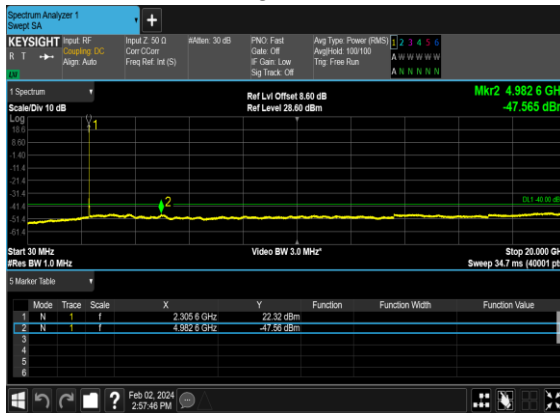 Spectrum Analyzer 1
Swept SA
KEYSIGHT Input: RF Input Z: 50 Ω #Atten: 30 dB PNO: Fast Avg Type: Power (RMS) 1 2 3 4 5 6
R T Coupling: DC Corr CCorr Gate: Off Avg|Hold: 100/100 A W W W W W
Align: Auto Freq Ref: Int (S) IF Gain: Low Trig: Free Run
Sig Track: Off A N N N N N
1 Spectrum Ref Lvl Offset 8.60 dB Mkr2 4.982 6 GH
Scale/Div 10 dB Ref Level 28.60 dBm -47.565 dB
Log
18.6 1
8.60
-1.40
-11.4
-21.4
-31.4 2 DL1 -40.00 dB
-41.4
-51.4
-61.4
Start 30 MHz Video BW 3.0 MHz* Stop 20.000 GH
#Res BW 1.0 MHz Sweep 34.7 ms (40001 pt
5 Marker Table
Mode Trace Scale X Y Function Function Width Function Value
1 N 1 f 2.305 6 GHz 22.32 dBm
2 N 1 f 4.982 6 GHz -47.56 dBm
3
4
5
6
? Feb 02, 2024
2:57:46 PM